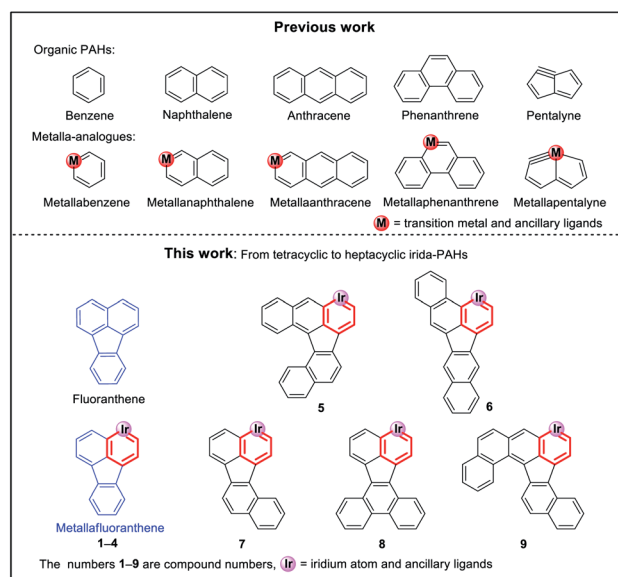 Previous work
Organic PAHs:
Benzene Naphthalene Anthracene Phenanthrene Pentalyne
Metalla-analogues:
M M M M M
Metallabenzene Metallanaphthalene Metallaanthracene Metallaphenanthrene Metallapentalyne
M = transition metal and ancillary ligands
This work: From tetracyclic to heptacyclic irida-PAHs
Ir Ir
Fluoranthene 5 6
Ir Ir Ir Ir
Metallafluoranthene
1–4 7 8 9
The numbers 1–9 are compound numbers, Ir = iridium atom and ancillary ligands